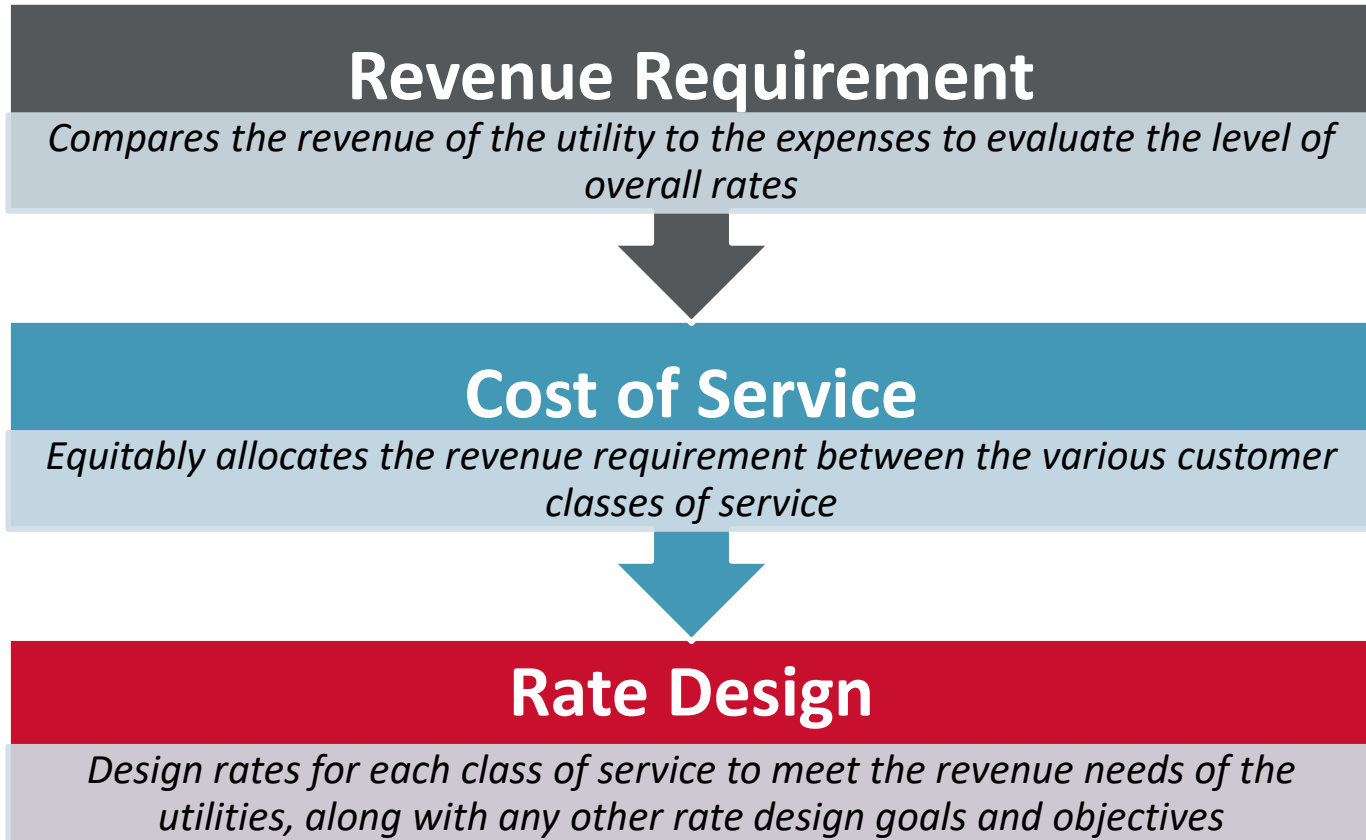 Revenue Requirement
Compares the revenue of the utility to the expenses to evaluate the level of
overall rates
Cost of Service
Equitably allocates the revenue requirement between the various customer
classes of service
Rate Design
Design rates for each class of service to meet the revenue needs of the
utilities, along with any other rate design goals and objectives